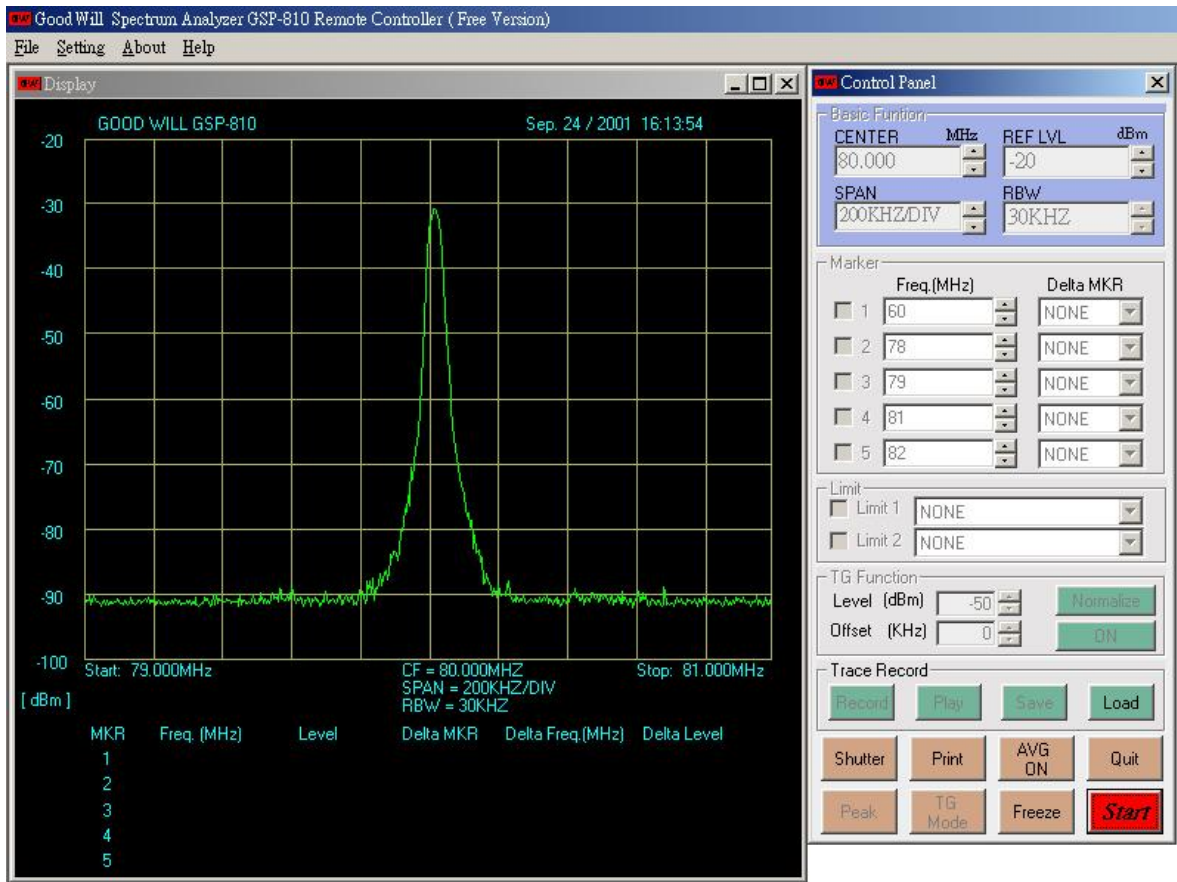 Good Will Spectrum Analyzer GSP-810 Remote Controller ( Free Version)
File Setting About Help
Display
GOOD WILL GSP-810 Sep. 24 / 2001 16:13:54
-20
-30
-40
-50
-60
-70
-80
-90
-100
[ dBm ]
Start: 79.000MHz CF = 80.000MHZ Stop: 81.000MHz
SPAN = 200KHZ/DIV
RBW = 30KHZ
MKR Freq. (MHz) Level Delta MKR Delta Freq.(MHz) Delta Level
1
2
3
4
5
Control Panel
Basic Funtion
CENTER MHz REF LVL dBm
80.000 -20
SPAN RBW
200KHZ/DIV 30KHZ
Marker
Freq.(MHz) Delta MKR
1 60 NONE
2 78 NONE
3 79 NONE
4 81 NONE
5 82 NONE
Limit
Limit 1 NONE
Limit 2 NONE
TG Function
Level (dBm) -50 Normalize
Offset (KHz) 0 ON
Trace Record
Record Play Save Load
Shutter Print AVG ON Quit
Peak TG Mode Freeze Start